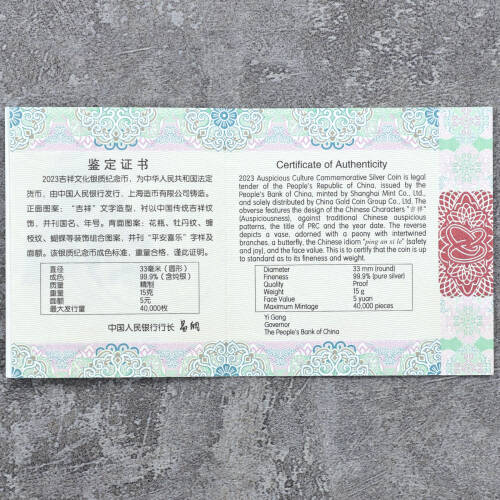 鉴定证书
2023吉祥文化银质纪念币，为中华人民共和国法定
货币，由中国人民银行发行，上海造币有限公司铸造。
正面图案：“吉祥”文字造型，衬以中国传统吉祥纹
饰，并刊国名、年号。背面图案：花瓶、牡丹纹、缠
枝纹、蝴蝶等装饰组合图案，并刊“平安喜乐”字样及
面额。该银质纪念币成色标准，重量合格，谨此证明。
直径 33毫米（圆形）
成色 99.9%（含纯银）
质量 精制
重量 15克
面额 5元
最大发行量 40,000枚
中国人民银行行长
Certificate of Authenticity
2023 Auspicious Culture Commemorative Silver Coin is legal
tender of the People's Republic of China, issued by the
People's Bank of China, minted by Shanghai Mint Co., Ltd.,
and solely distributed by China Gold Coin Group Co., Ltd. The
obverse features the design of the Chinese Characters "吉祥"
(Auspiciousness), against traditional Chinese auspicious
patterns, the title of PRC and the year date. The reverse
depicts a vase, adorned with a peony with intertwined
branches, a butterfly, the Chinese idiom "ping an xi le" (safety
and joy), and the face value. This is to certify that the coin is up
to standard as to its fineness and weight.
Diameter 33 mm (round)
Fineness 99.9% (pure silver)
Quality Proof
Weight 15 g
Face Value 5 yuan
Maximum Mintage 40,000 pieces
Yi Gang
Governor
The People's Bank of China